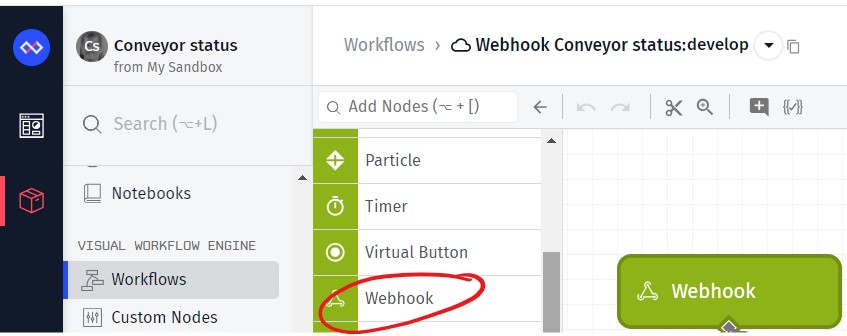 Cs
Conveyor status
from My Sandbox
Search (⌥+L)
Notebooks
VISUAL WORKFLOW ENGINE
Workflows
Custom Nodes
Workflows › Webhook Conveyor status:develop
Add Nodes (⌥ + [)
Particle
Timer
Virtual Button
Webhook
Webhook